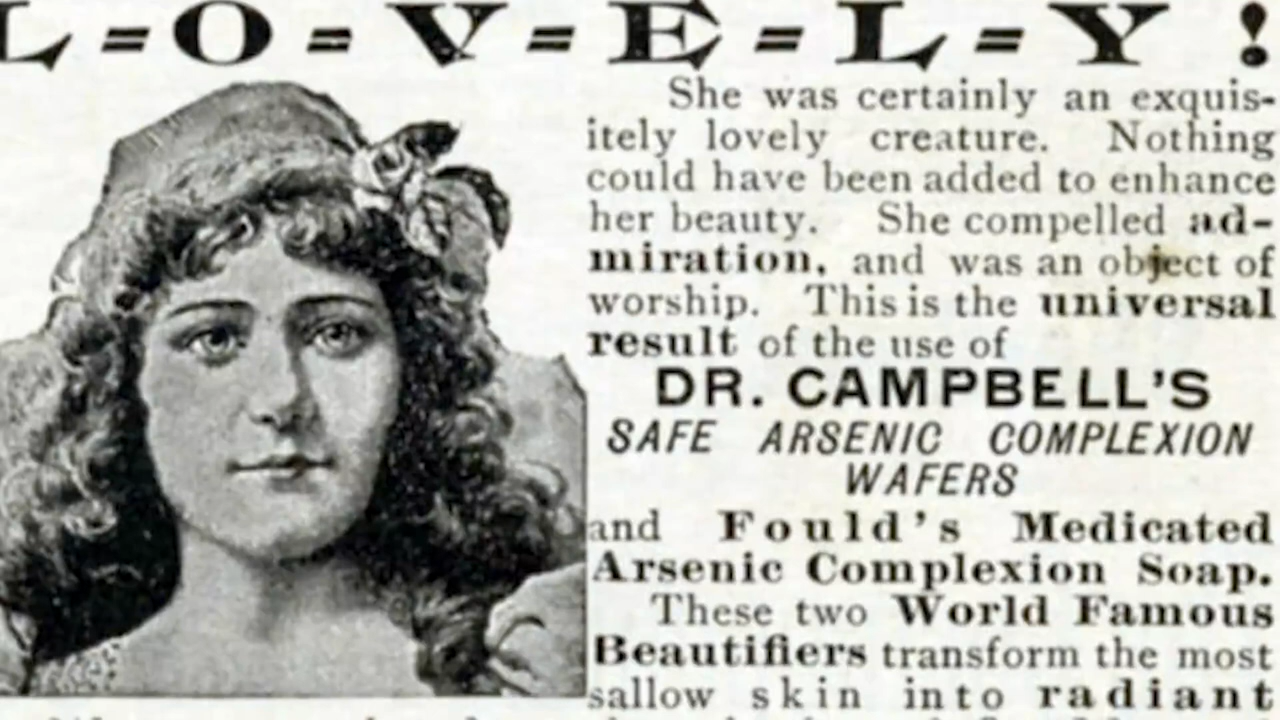 L=O=V=E=L=Y!
She was certainly an exquis-
itely lovely creature. Nothing
could have been added to enhance
her beauty. She compelled ad-
miration, and was an object of
worship. This is the universal
result of the use of
DR. CAMPBELL'S
SAFE ARSENIC COMPLEXION
WAFERS
and Fould's Medicated
Arsenic Complexion Soap.
These two World Famous
Beautifiers transform the most
sallow skin into radiant